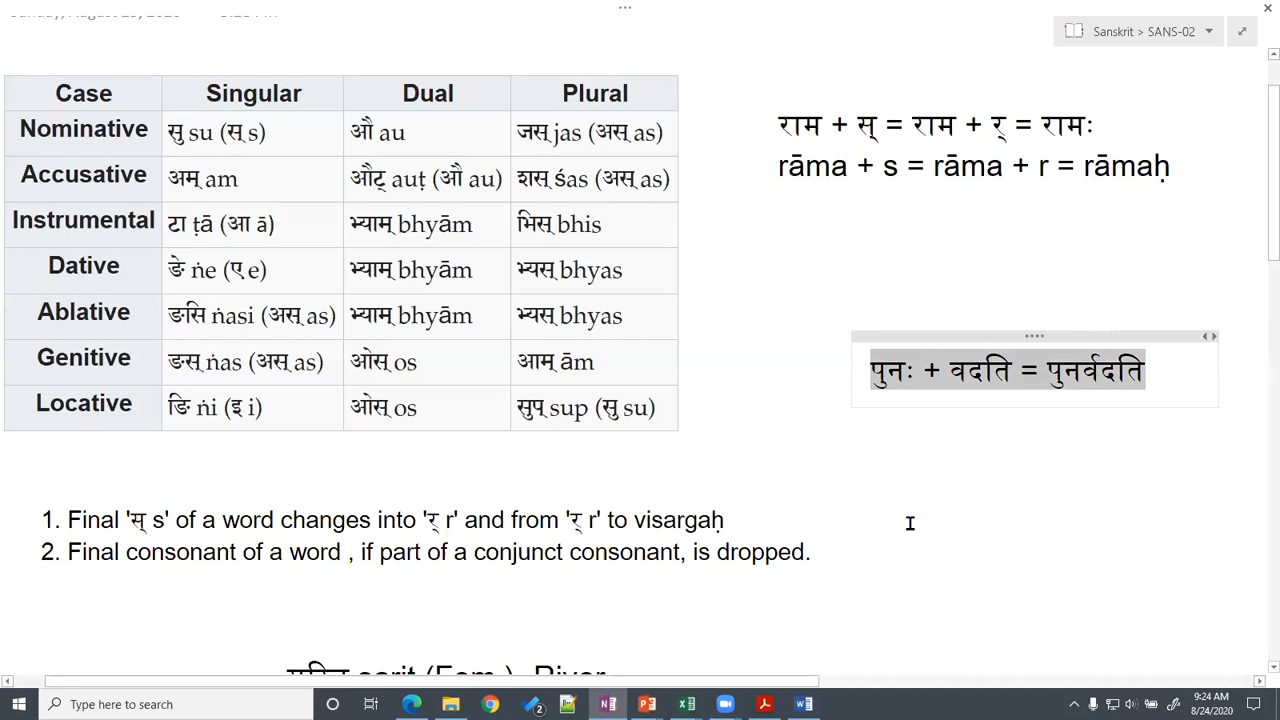 Sanskrit > SANS-02
Case Singular Dual Plural
Nominative सु su (स् s) औ au जस् jas (अस् as)
Accusative अम् am औट् auṭ (औ au) शस् śas (अस् as)
Instrumental टा ṭā (आ ā) भ्याम् bhyām भिस् bhis
Dative ङे ṅe (ए e) भ्याम् bhyām भ्यस् bhyas
Ablative ङसि ṅasi (अस् as) भ्याम् bhyām भ्यस् bhyas
Genitive ङस् ṅas (अस् as) ओस् os आम् ām
Locative ङि ṅi (इ i) ओस् os सुप् sup (सु su)
राम + स् = राम + र् = रामः
rāma + s = rāma + r = rāmaḥ
पुनः + वदति = पुनर्वदति
1. Final 'स् s' of a word changes into 'र् r' and from 'र् r' to visargaḥ
2. Final consonant of a word , if part of a conjunct consonant, is dropped.
sarit (Fem.) River
Type here to search
2
9:24 AM
8/24/2020